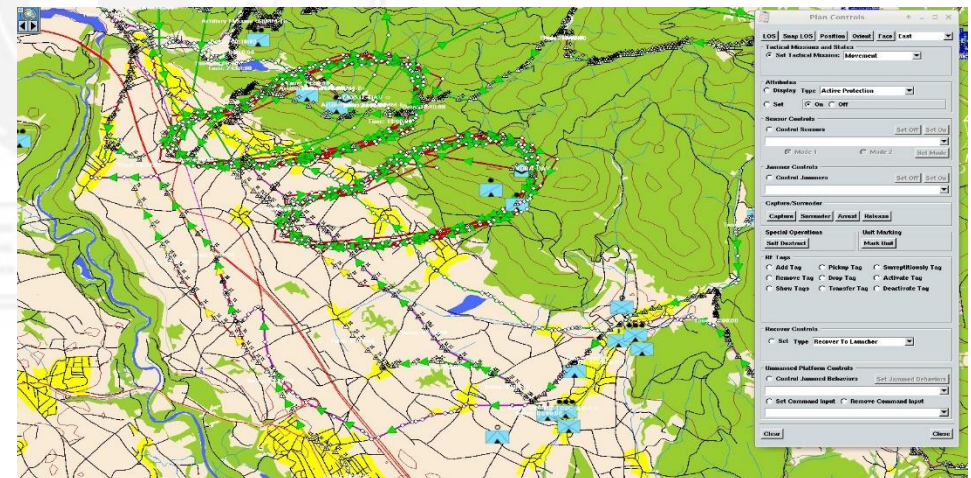 Plan Controls
LOS Snap LOS Position Orient Face East
Tactical Missions and States
Set Tactical Mission: Movement
Attributes
Display Type Active Protection
Set On Off
Sensor Controls
Control Sensors Set Off Set On
Mode 1 Mode 2 Set Mode
Jammer Controls
Control Jammers Set Off Set On
Capture/Surrender
Capture Surrender Arrest Release
Special Operations Unit Marking
Self Destruct Mark Unit
RF Tags
Add Tag Pickup Tag Surreptitiously Tag
Remove Tag Drop Tag Activate Tag
Show Tags Transfer Tag Deactivate Tag
Recover Controls
Set Type Recover To Launcher
Unmanned Platform Controls
Control Jammed Behaviors Set Jammed Behaviors
Set Command Input Remove Command Input
Clear Close